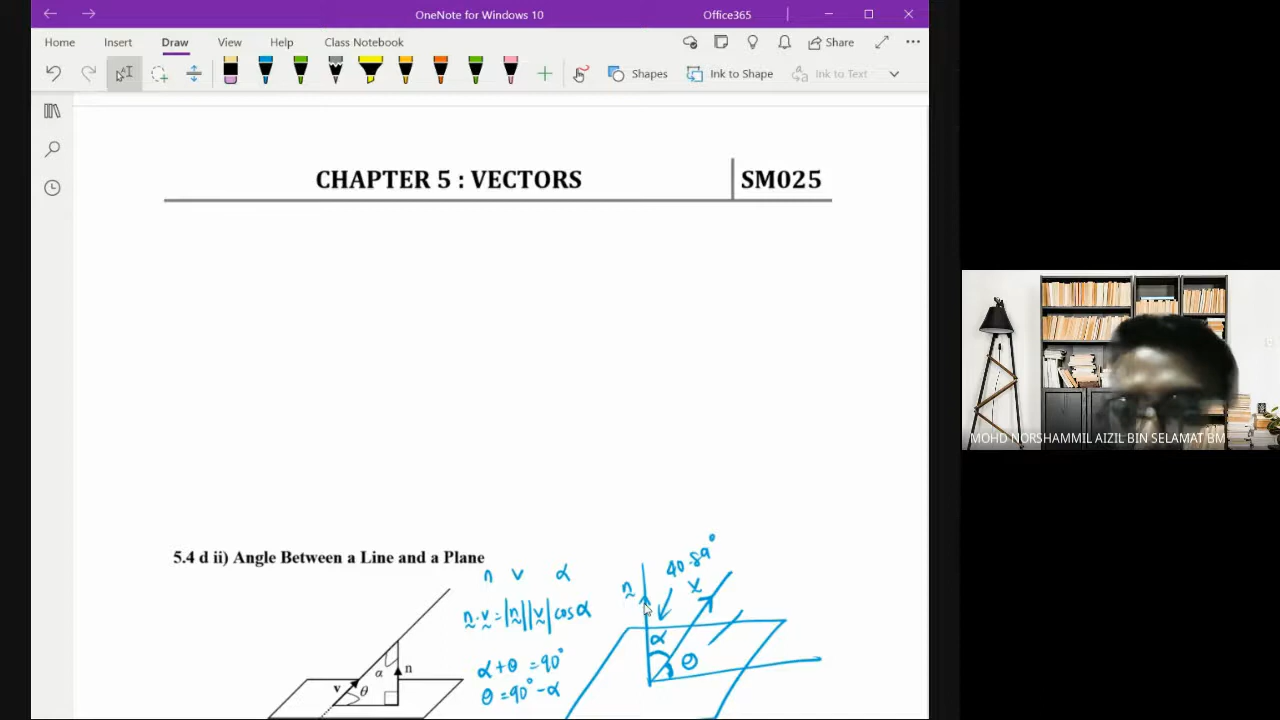 OneNote for Windows 10
Office365
Home Insert Draw View Help Class Notebook
Share
Shapes Ink to Shape Ink to Text
CHAPTER 5 : VECTORS SM025
5.4 d ii) Angle Between a Line and a Plane
n v α
n·v = |n||v| cos α
α + θ = 90°
θ = 90° - α
v θ α n
n 40.89° v
α θ
MOHD NORSHAMMIL AIZIL BIN SELAMAT BM